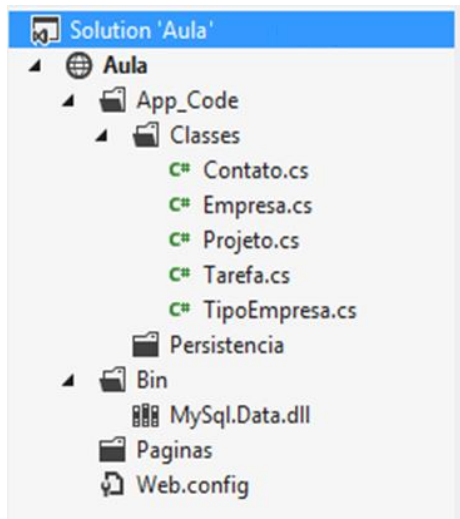 Solution 'Aula'
Aula
App_Code
Classes
C# Contato.cs
C# Empresa.cs
C# Projeto.cs
C# Tarefa.cs
C# TipoEmpresa.cs
Persistencia
Bin
MySql.Data.dll
Paginas
Web.config